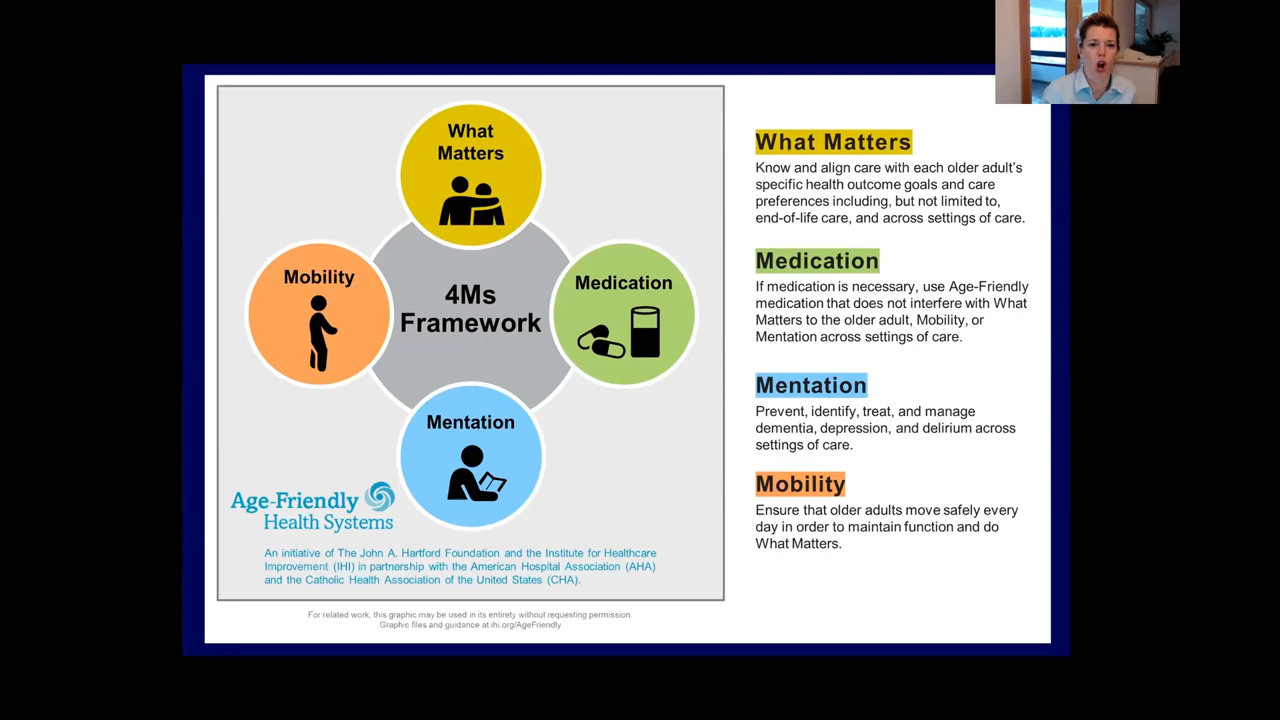 What
Matters
Mobility
4Ms
Framework
Medication
Mentation
Age-Friendly
Health Systems
An initiative of The John A. Hartford Foundation and the Institute for Healthcare
Improvement (IHI) in partnership with the American Hospital Association (AHA)
and the Catholic Health Association of the United States (CHA).
For related work, this graphic may be used in its entirety without requesting permission.
Graphic files and guidance at ihi.org/AgeFriendly
What Matters
Know and align care with each older adult's
specific health outcome goals and care
preferences including, but not limited to,
end-of-life care, and across settings of care.
Medication
If medication is necessary, use Age-Friendly
medication that does not interfere with What
Matters to the older adult, Mobility, or
Mentation across settings of care.
Mentation
Prevent, identify, treat, and manage
dementia, depression, and delirium across
settings of care.
Mobility
Ensure that older adults move safely every
day in order to maintain function and do
What Matters.